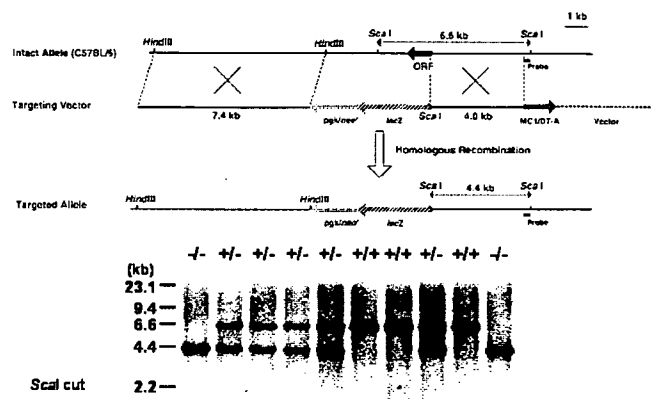 1 kb
Sca I 6.6 kb Sca I
HindIII HindIII
Intact Allele (C57BL/6)
ORF Probe
Targeting Vector
7.4 kb pgk/neoʳ lacZ Sca I 4.0 kb MC1/DT-A Vector
Homologous Recombination
Sca I 4.4 kb Sca I
HindIII HindIII
Targeted Allele
pgk/neoʳ lacZ Probe
-/- +/- +/- +/- +/- +/+ +/+ +/- +/+ -/-
(kb)
23.1
9.4
6.6
4.4
2.2
ScaI cut